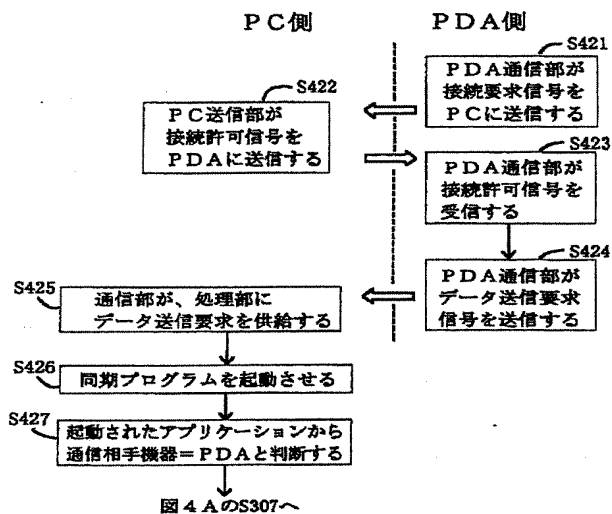 PC側
PDA側
S421
PDA通信部が
接続要求信号を
PCに送信する
S422
PC送信部が
接続許可信号を
PDAに送信する
S423
PDA通信部が
接続許可信号を
受信する
S424
PDA通信部が
データ送信要求
信号を送信する
S425
通信部が、処理部に
データ送信要求を供給する
S426
同期プログラムを起動させる
S427
起動されたアプリケーションから
通信相手機器=PDAと判断する
図4AのS307へ